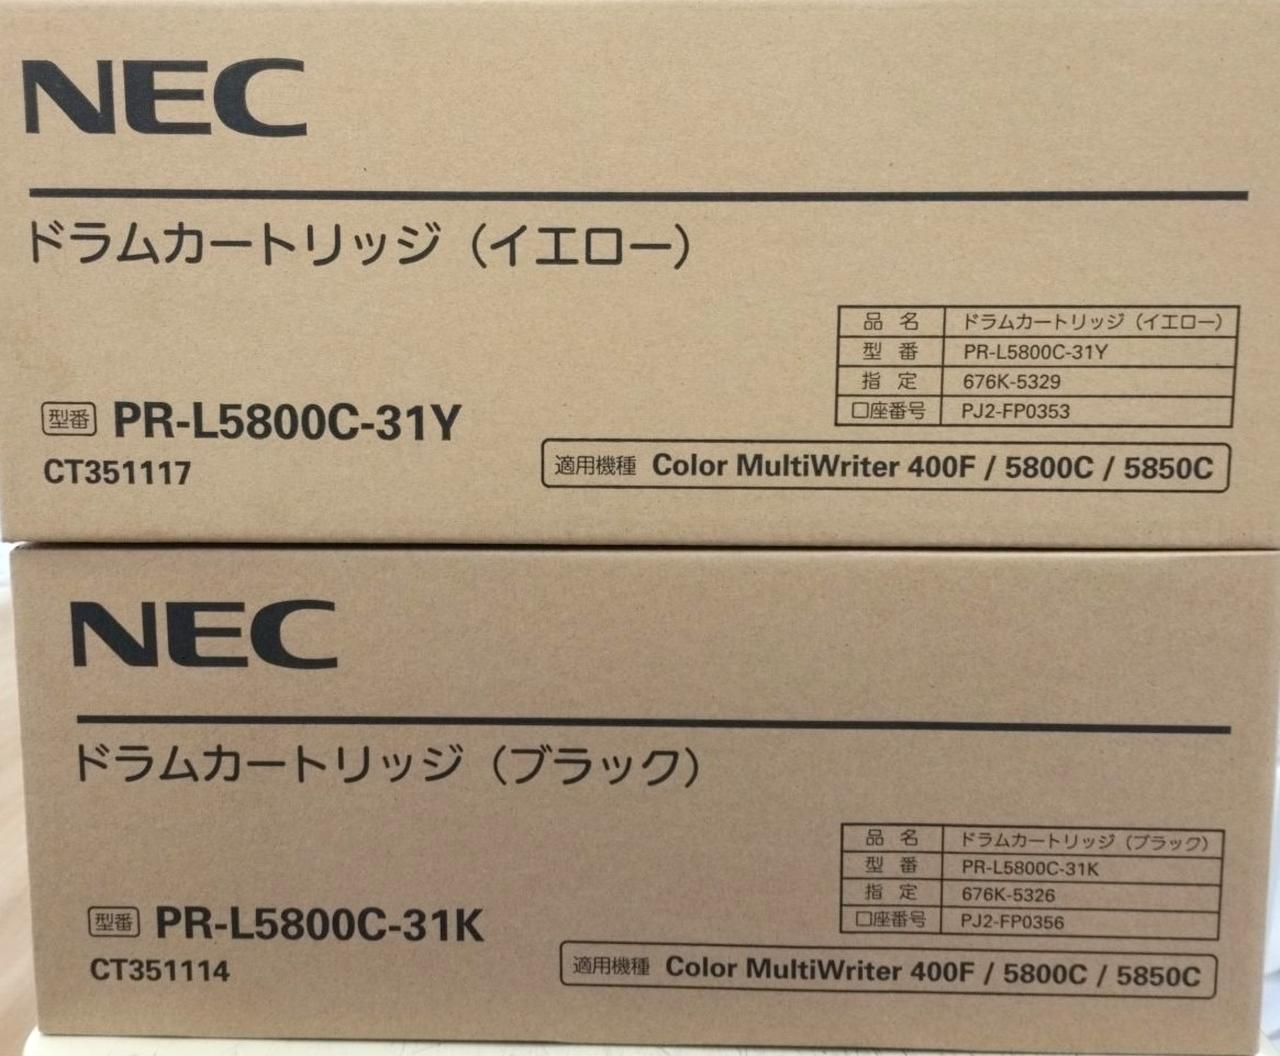 NEC
ドラムカートリッジ（イエロー）
品名 ドラムカートリッジ（イエロー）
型番 PR-L5800C-31Y
指定 676K-5329
口座番号 PJ2-FP0353
型番 PR-L5800C-31Y
CT351117
適用機種 Color MultiWriter 400F / 5800C / 5850C
NEC
ドラムカートリッジ（ブラック）
品名 ドラムカートリッジ（ブラック）
型番 PR-L5800C-31K
指定 676K-5326
口座番号 PJ2-FP0356
型番 PR-L5800C-31K
CT351114
適用機種 Color MultiWriter 400F / 5800C / 5850C